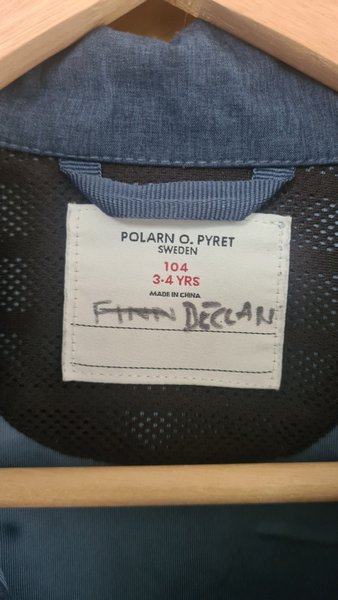 POLARN O. PYRET
SWEDEN
104
3-4 YRS
MADE IN CHINA
FINN DECLAN